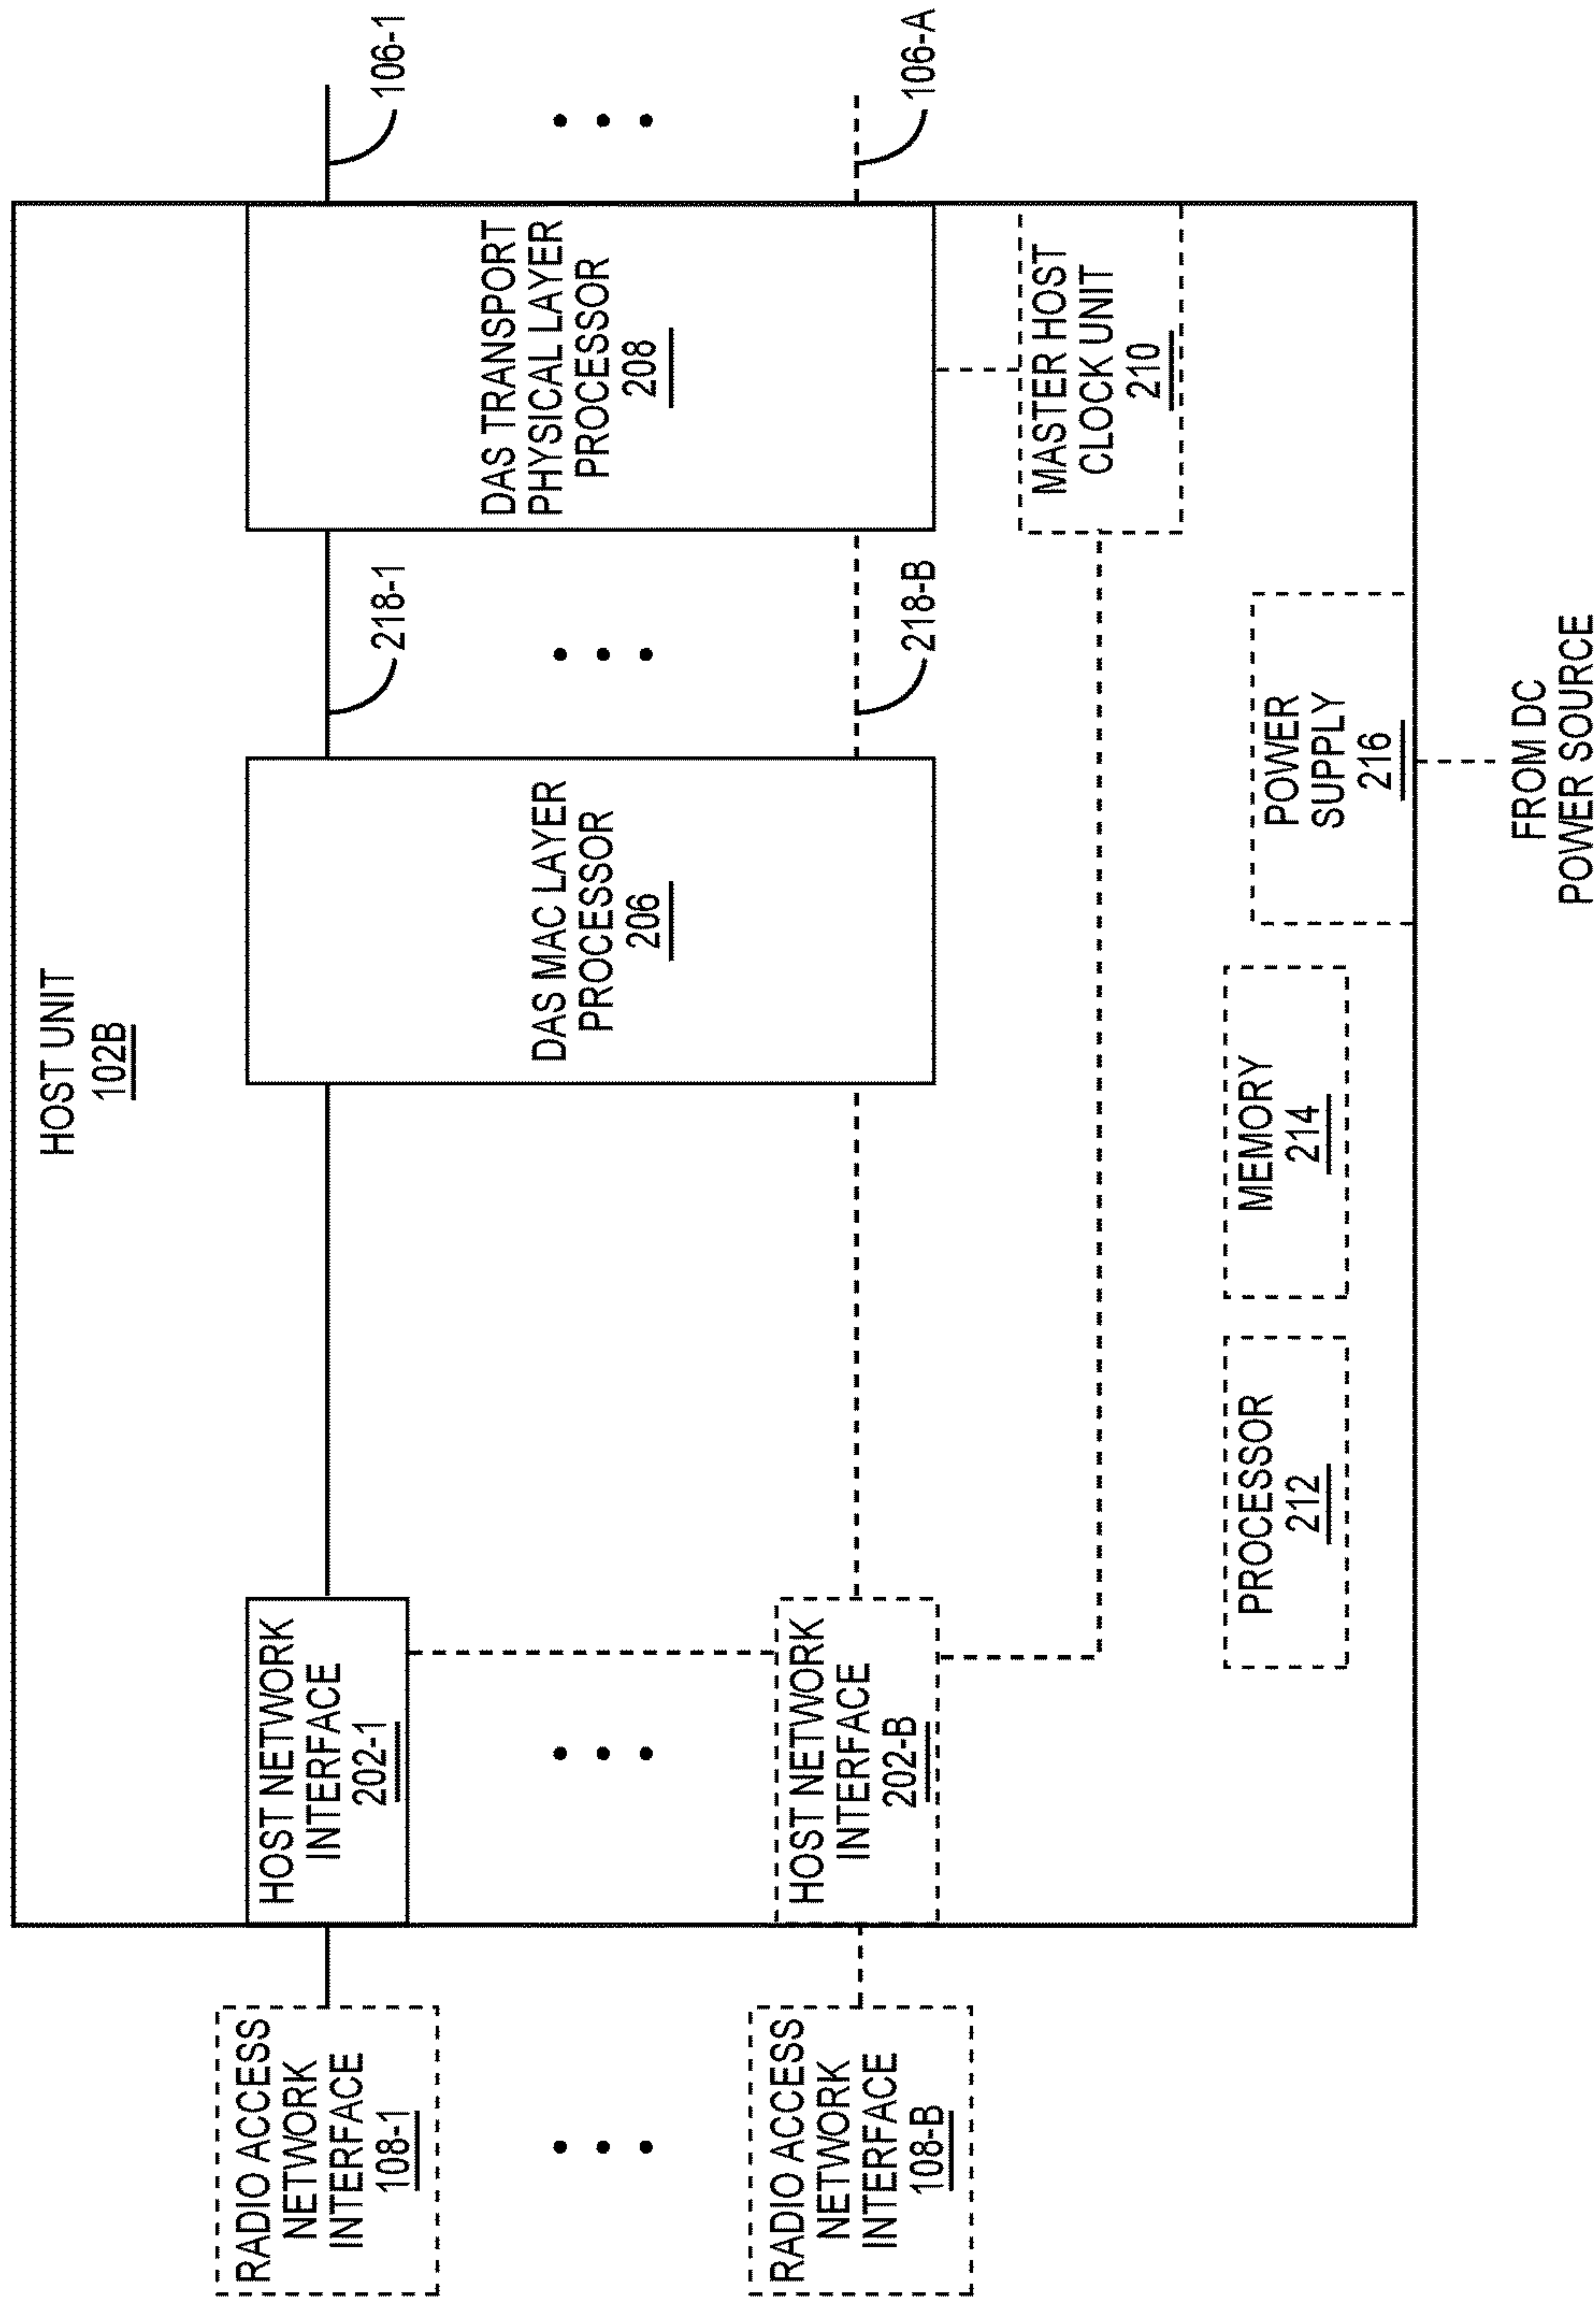 HOST UNIT
102B
RADIO ACCESS
NETWORK
INTERFACE
108-1
HOST NETWORK
INTERFACE
202-1
DAS MAC LAYER
PROCESSOR
206
218-1
DAS TRANSPORT
PHYSICAL LAYER
PROCESSOR
208
106-1
RADIO ACCESS
NETWORK
INTERFACE
108-B
HOST NETWORK
INTERFACE
202-B
218-B
106-A
MASTER HOST
CLOCK UNIT
210
PROCESSOR
212
MEMORY
214
POWER
SUPPLY
216
FROM DC
POWER SOURCE